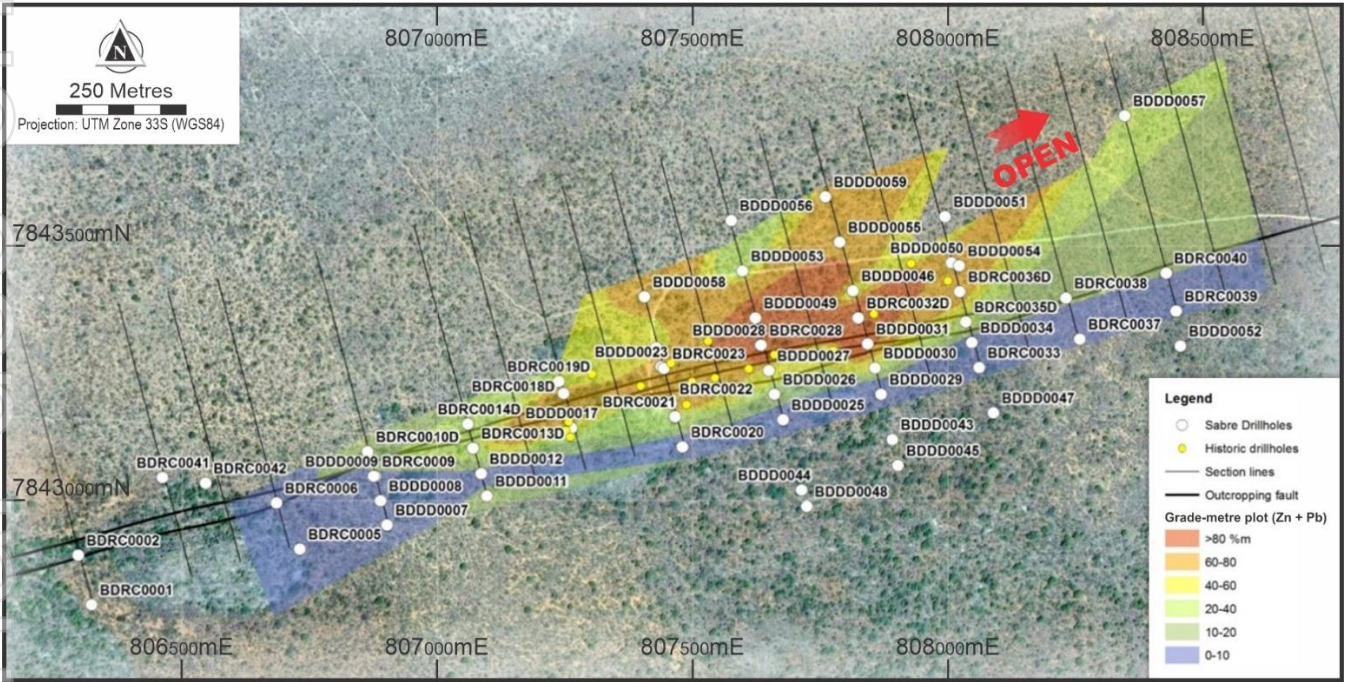 807000mE
807500mE
808000mE
808500mE
N
250 Metres
Projection: UTM Zone 33S (WGS84)
BDDD0057
OPEN
BDDD0059
BDDD0056
BDDD0051
7843500mN
BDDD0055
BDDD0050
BDDD0054
BDDD0053
BDRC0040
BDDD0046
BDRC0036D
BDDD0058
BDRC0038
BDRC0039
BDDD0049
BDRC0032D
BDRC0035D
BDRC0037
BDDD0028
BDRC0028
BDDD0031
BDDD0034
BDDD0052
BDDD0023
BDRC0023
BDDD0027
BDDD0030
BDRC0033
BDRC0019D
BDRC0018D
BDRC0022
BDDD0026
BDDD0029
BDRC0021
BDDD0047
BDRC0014D
BDDD0017
BDDD0025
BDDD0043
BDRC0010D
BDRC0013D
BDRC0020
BDDD0045
BDRC0041
BDRC0042
BDDD0009
BDRC0009
BDDD0012
BDDD0044
BDDD0011
BDDD0048
7843000mN
BDRC0006
BDDD0008
BDDD0007
BDRC0005
BDRC0002
BDRC0001
806500mE
807000mE
807500mE
808000mE
Legend
Sabre Drillholes
Historic drillholes
Section lines
Outcropping fault
Grade-metre plot (Zn + Pb)
>80 %m
60-80
40-60
20-40
10-20
0-10